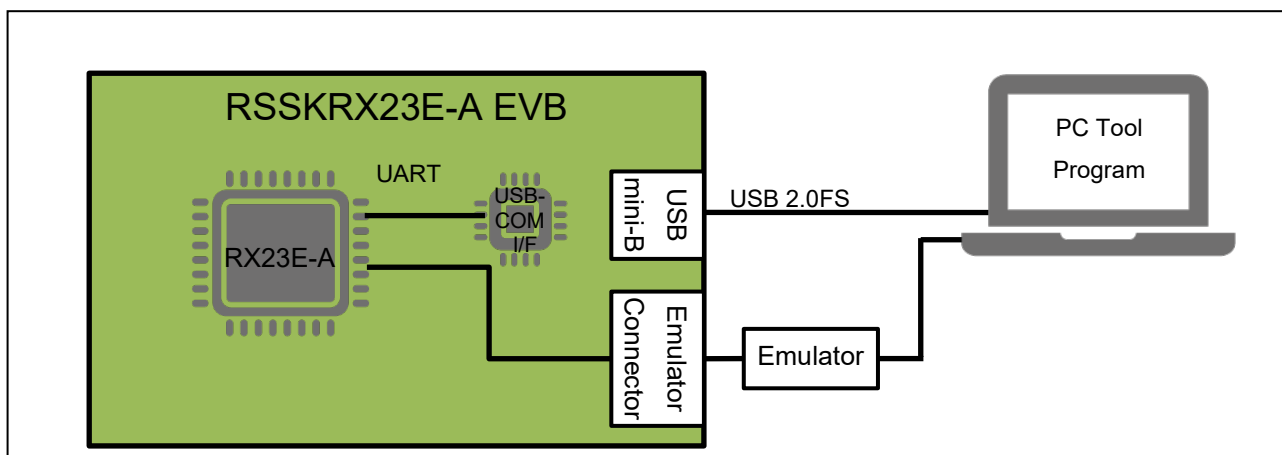 RSSKRX23E-A EVB
UART
USB-
COM
I/F
RX23E-A
USB
mini-B
USB 2.0FS
PC Tool
Program
Emulator
Connector
Emulator